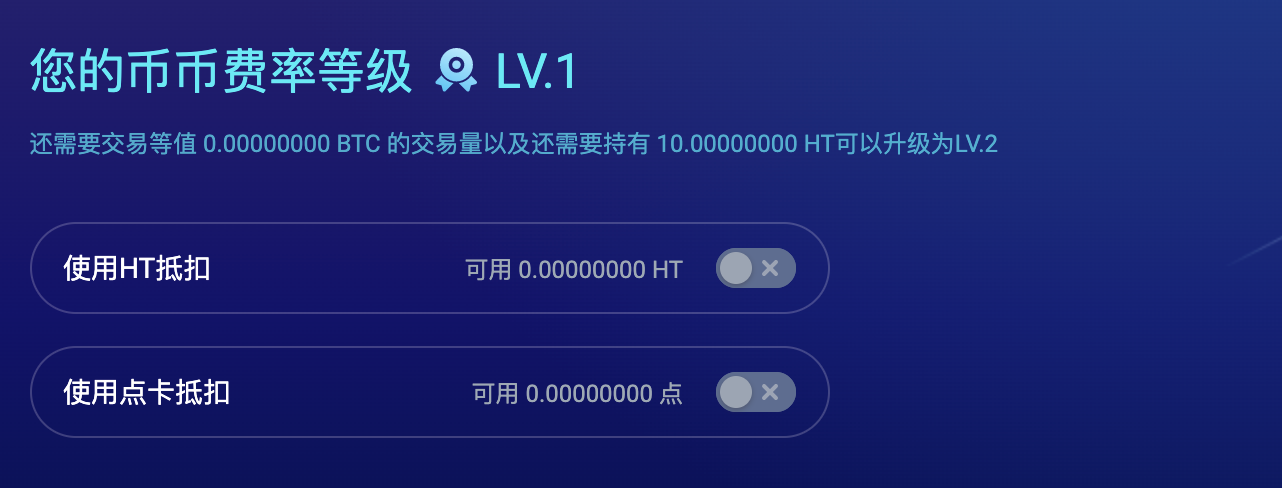 您的币币费率等级 LV.1
还需要交易等值 0.00000000 BTC 的交易量以及还需要持有 10.00000000 HT可以升级为LV.2
使用HT抵扣 可用 0.00000000 HT
使用点卡抵扣 可用 0.00000000 点